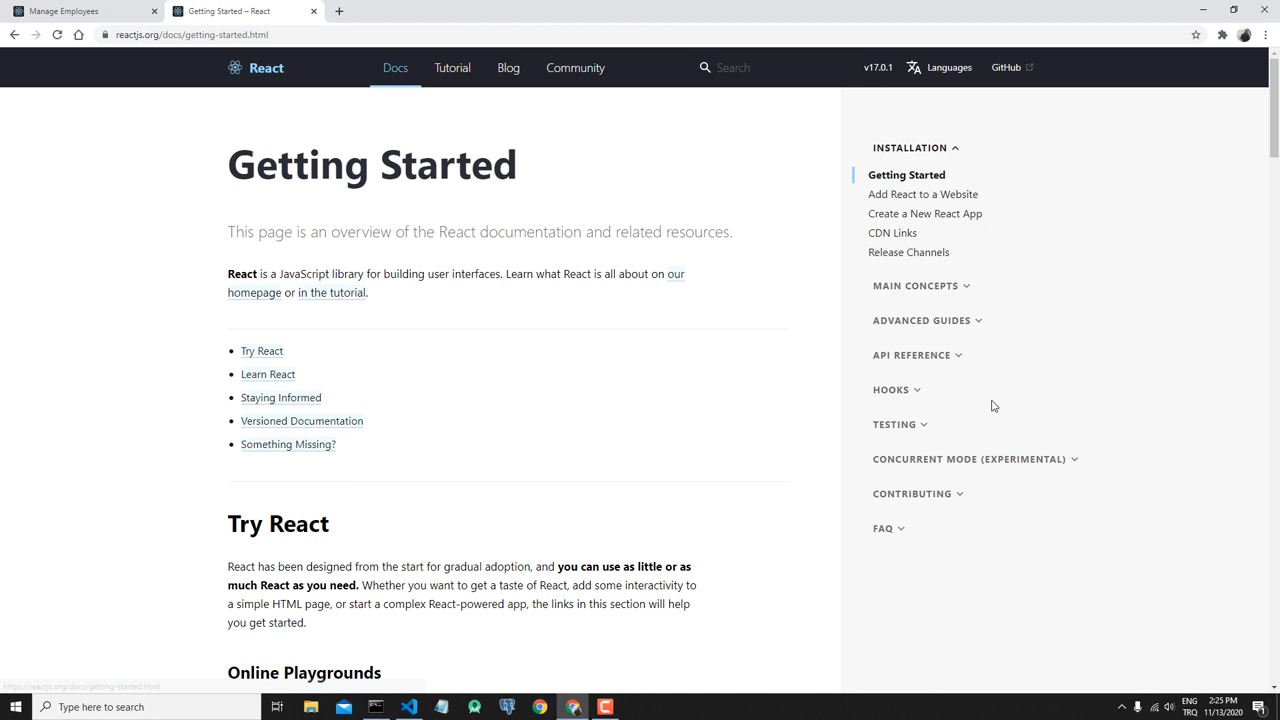 Manage Employees
Getting Started – React
reactjs.org/docs/getting-started.html
React
Docs
Tutorial
Blog
Community
Search
v17.0.1
Languages
GitHub
Getting Started
This page is an overview of the React documentation and related resources.
React is a JavaScript library for building user interfaces. Learn what React is all about on our
homepage or in the tutorial.
Try React
Learn React
Staying Informed
Versioned Documentation
Something Missing?
Try React
React has been designed from the start for gradual adoption, and you can use as little or as
much React as you need. Whether you want to get a taste of React, add some interactivity to
a simple HTML page, or start a complex React-powered app, the links in this section will help
you get started.
Online Playgrounds
INSTALLATION
Getting Started
Add React to a Website
Create a New React App
CDN Links
Release Channels
MAIN CONCEPTS
ADVANCED GUIDES
API REFERENCE
HOOKS
TESTING
CONCURRENT MODE (EXPERIMENTAL)
CONTRIBUTING
FAQ
https://reactjs.org/docs/getting-started.html
Type here to search
ENG
TRQ
2:25 PM
11/13/2020
1